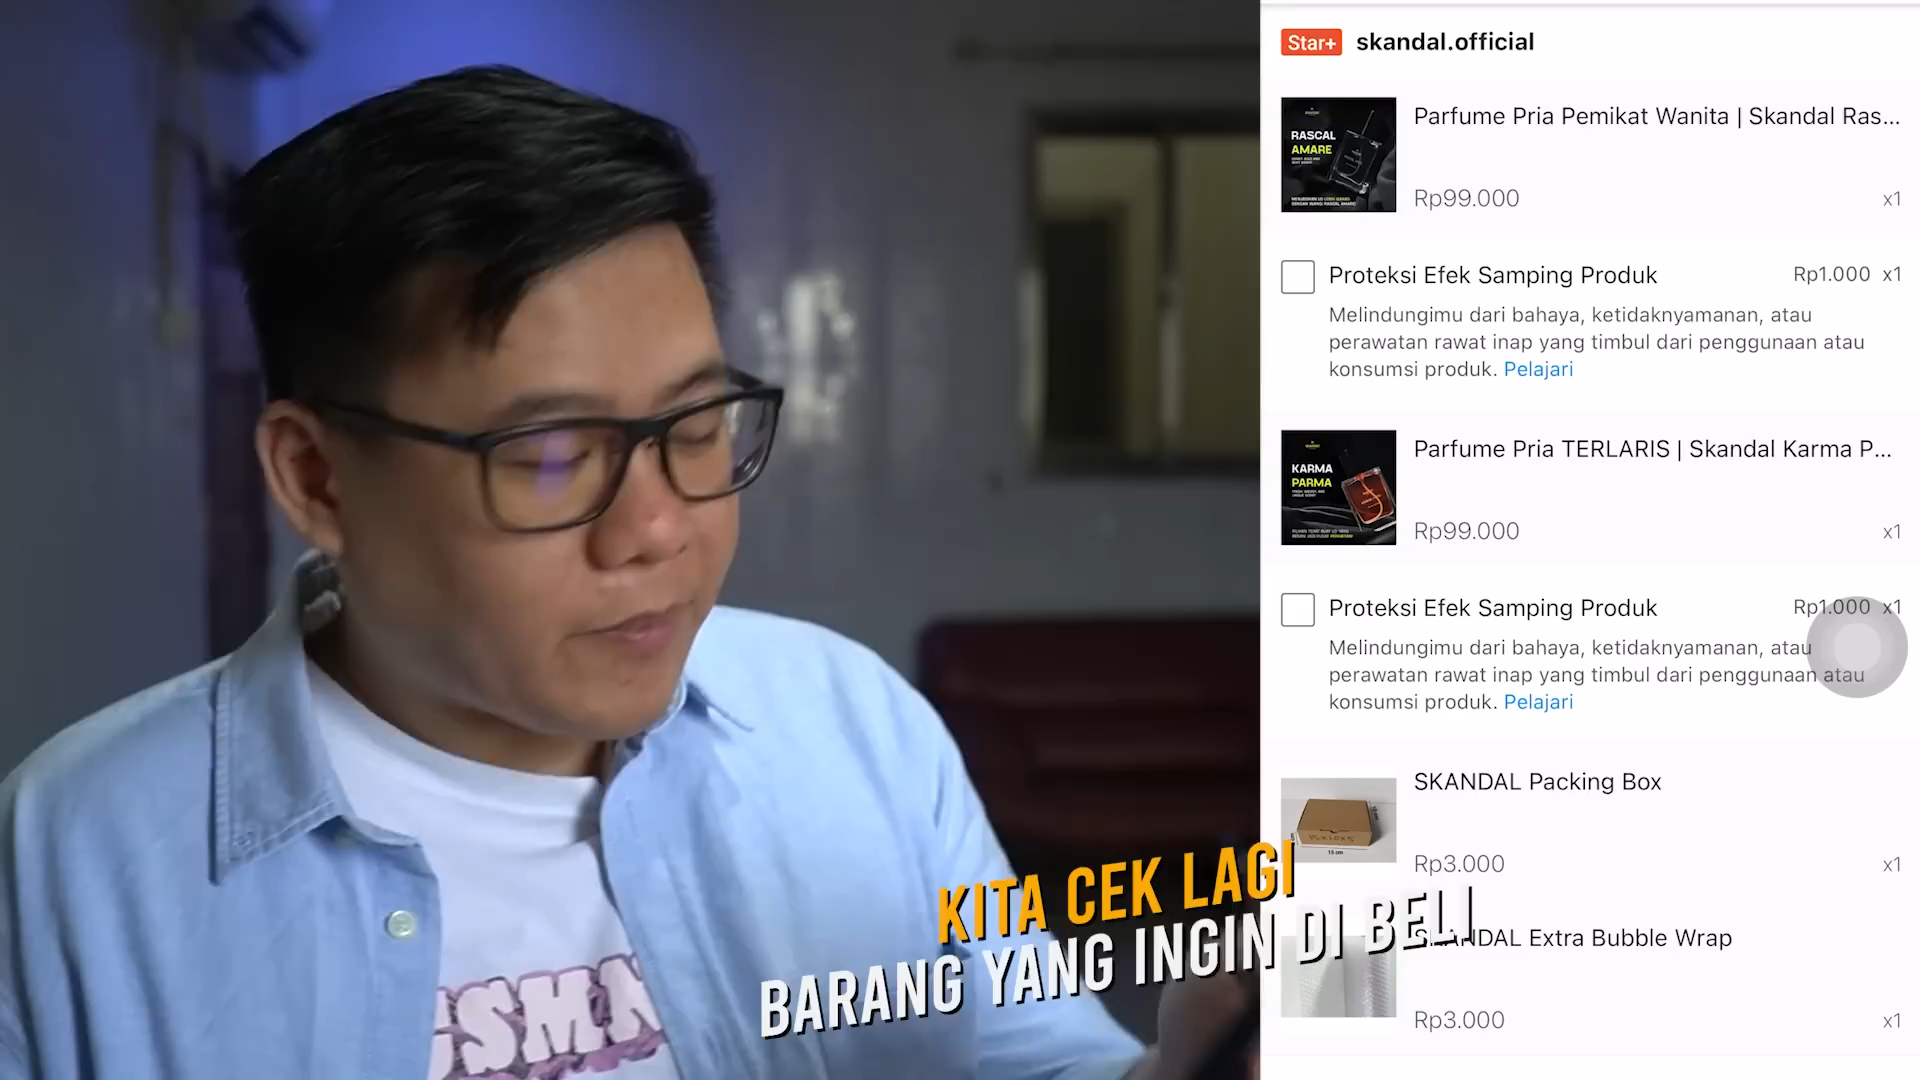 Star+ skandal.official
RASCAL
AMARE
Parfume Pria Pemikat Wanita | Skandal Ras...
Rp99.000 x1
Proteksi Efek Samping Produk Rp1.000 x1
Melindungimu dari bahaya, ketidaknyamanan, atau
perawatan rawat inap yang timbul dari penggunaan atau
konsumsi produk. Pelajari
KARMA
PARMA
Parfume Pria TERLARIS | Skandal Karma P...
Rp99.000 x1
Proteksi Efek Samping Produk Rp1.000 x1
Melindungimu dari bahaya, ketidaknyamanan, atau
perawatan rawat inap yang timbul dari penggunaan atau
konsumsi produk. Pelajari
SKANDAL Packing Box
15 cm
Rp3.000 x1
SKANDAL Extra Bubble Wrap
Rp3.000 x1
KITA CEK LAGI
BARANG YANG INGIN DI BELI